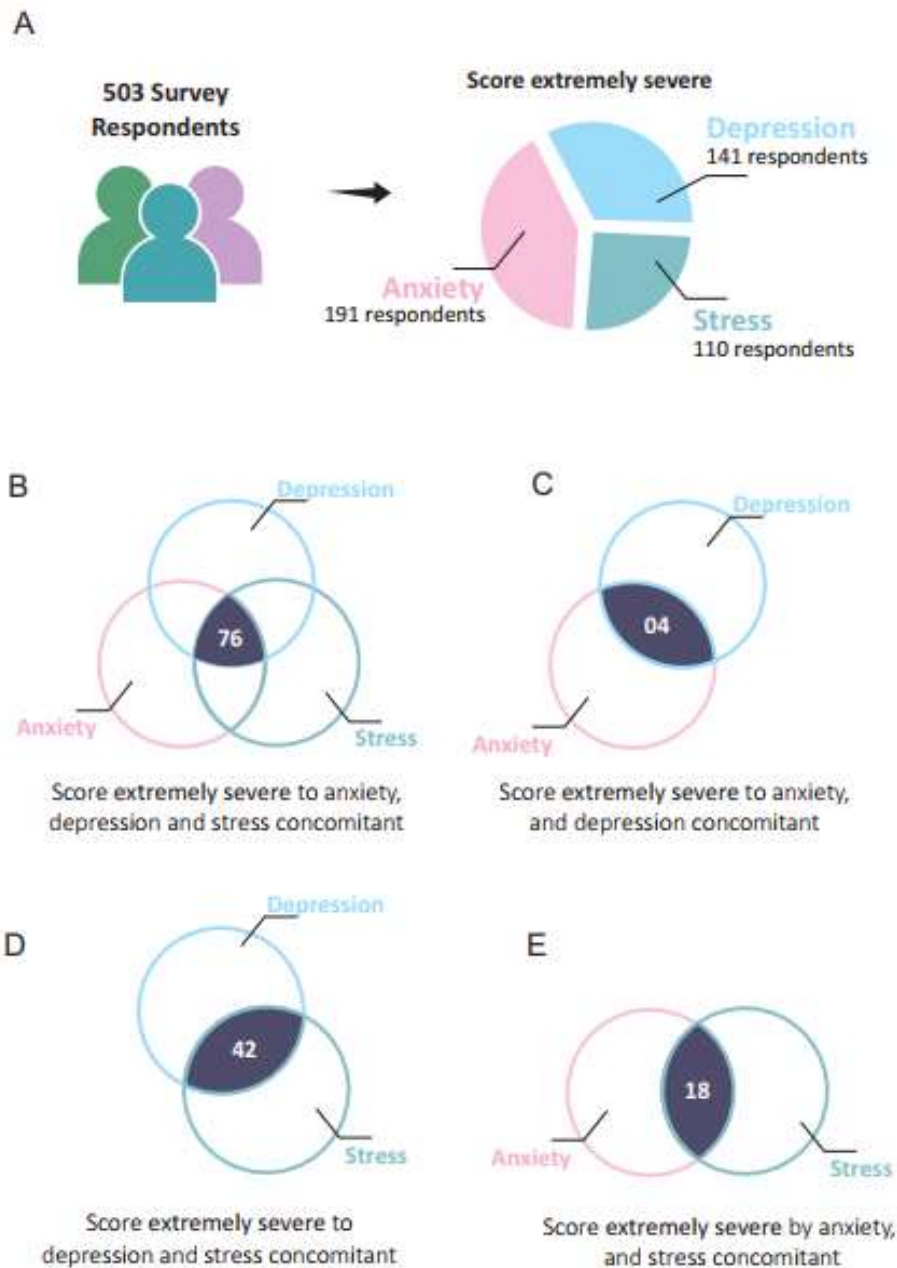 A
503 Survey
Respondents
Score extremely severe
Depression
141 respondents
Anxiety
191 respondents
Stress
110 respondents
B
Depression
76
Anxiety
Stress
Score extremely severe to anxiety,
depression and stress concomitant
C
Depression
04
Anxiety
Score extremely severe to anxiety,
and depression concomitant
D
Depression
42
Stress
Score extremely severe to
depression and stress concomitant
E
18
Anxiety
Stress
Score extremely severe by anxiety,
and stress concomitant